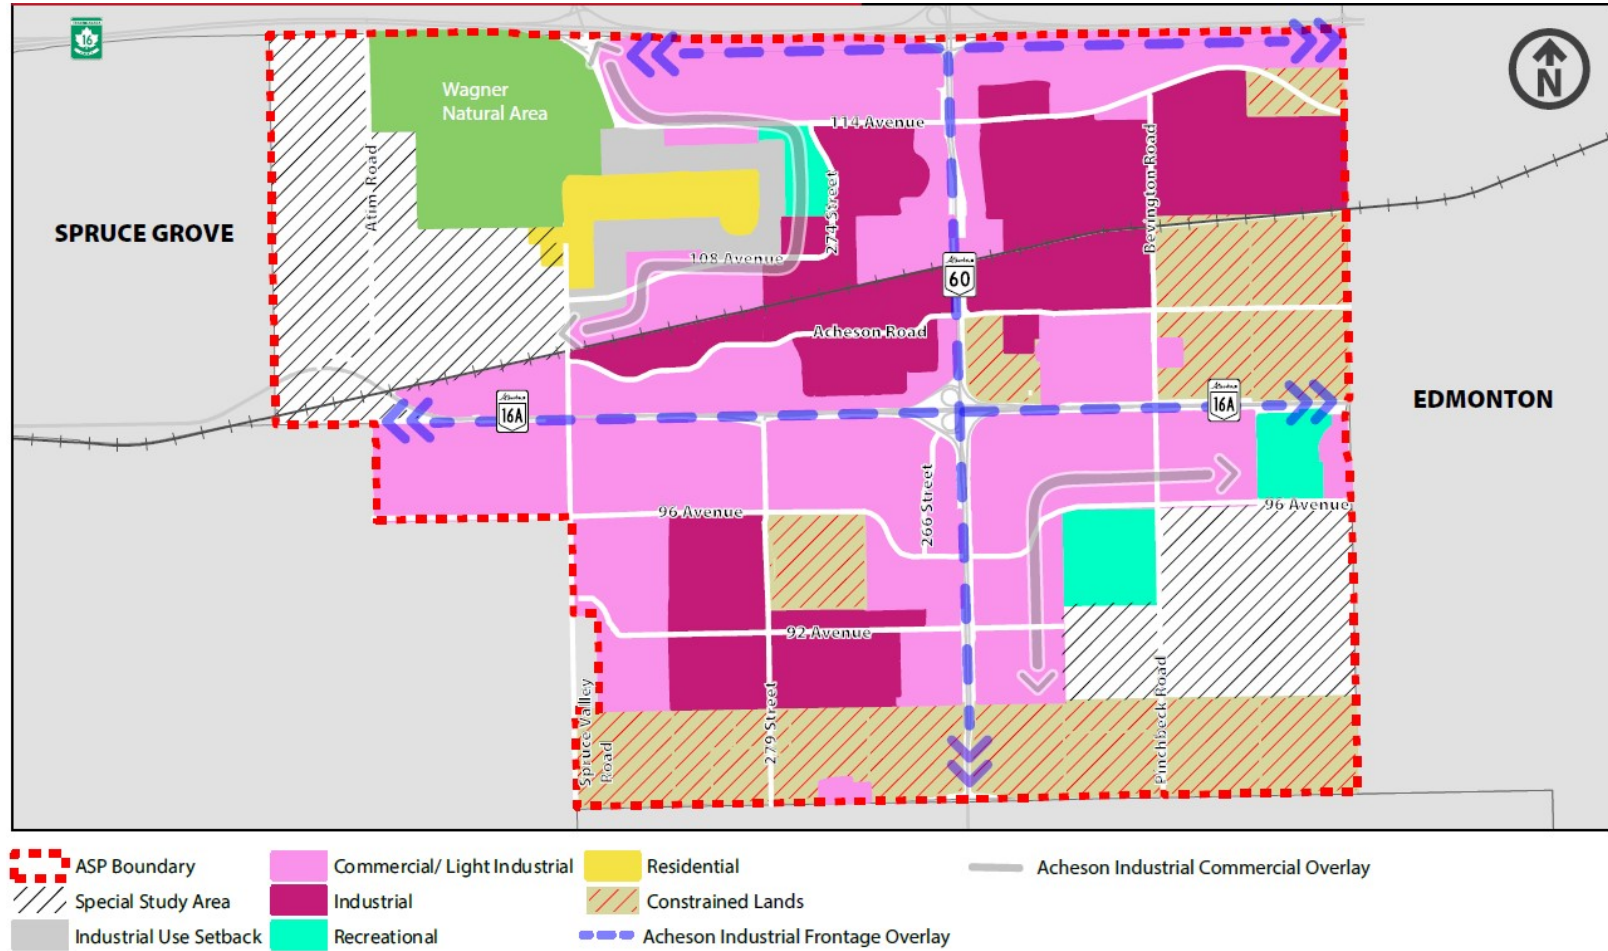 16
N
Wagner
Natural Area
114 Avenue
Bevington Road
Atim Road
274 Street
SPRUCE GROVE
108 Avenue
Alberta
60
Acheson Road
Alberta
16A
Alberta
16A
EDMONTON
266 Street
96 Avenue
96 Avenue
92 Avenue
Spruce Valley
Road
279 Street
Pinchbeck Road
ASP Boundary
Commercial/ Light Industrial
Residential
Acheson Industrial Commercial Overlay
Special Study Area
Industrial
Constrained Lands
Industrial Use Setback
Recreational
Acheson Industrial Frontage Overlay